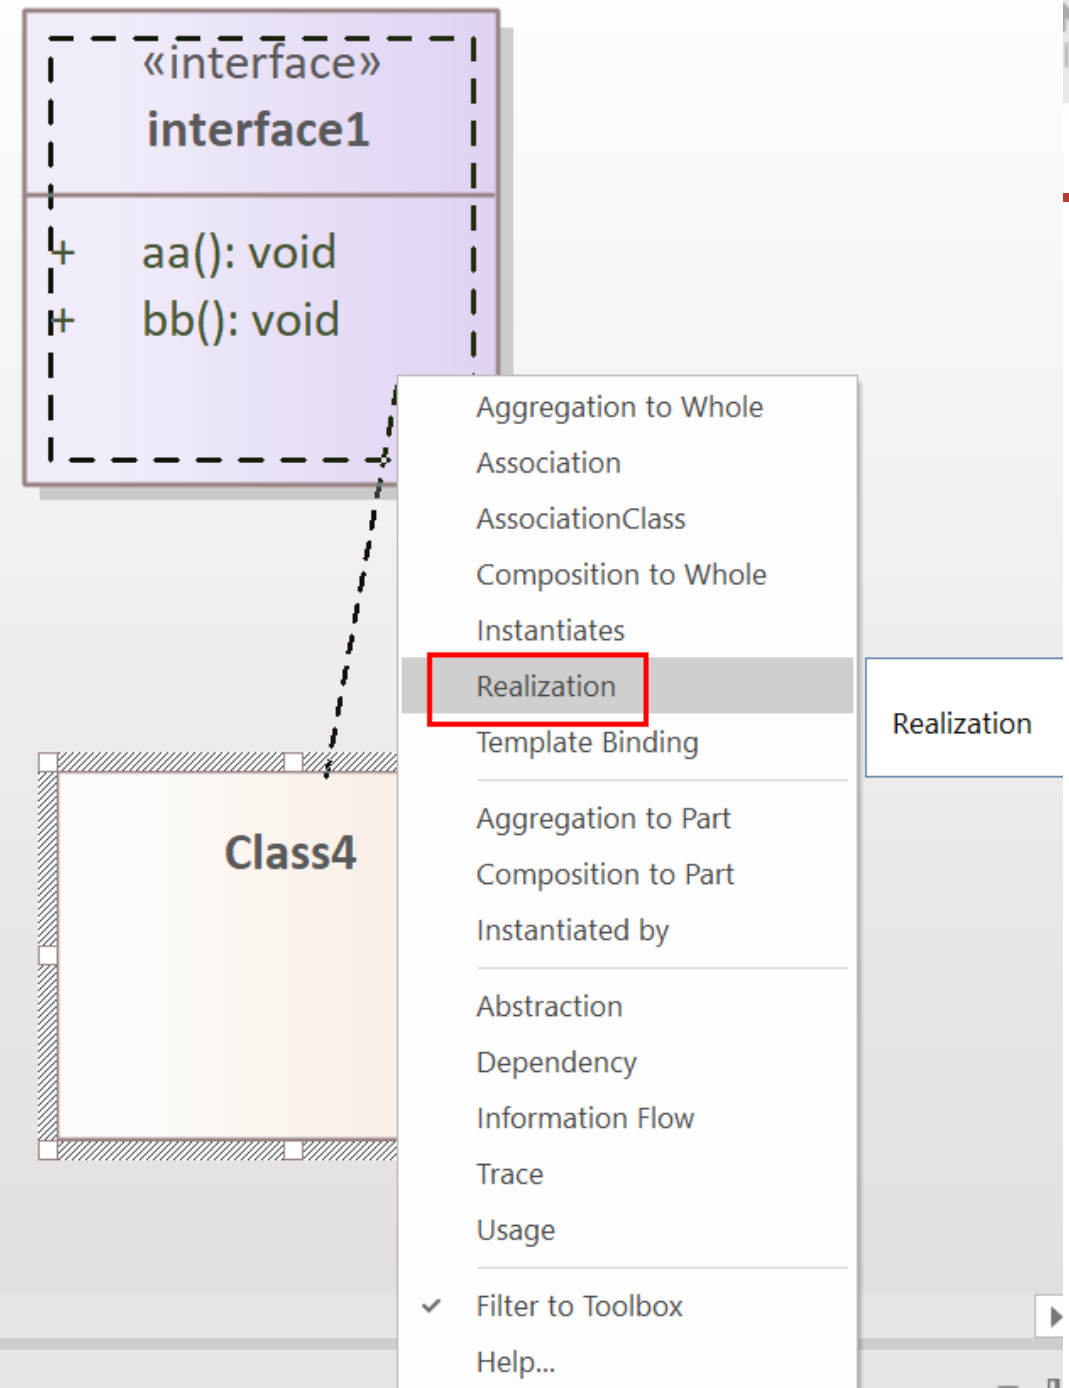 «interface»
interface1
+ aa(): void
+ bb(): void
Aggregation to Whole
Association
AssociationClass
Composition to Whole
Instantiates
Realization
Realization
Template Binding
Class4
Aggregation to Part
Composition to Part
Instantiated by
Abstraction
Dependency
Information Flow
Trace
Usage
Filter to Toolbox
Help...